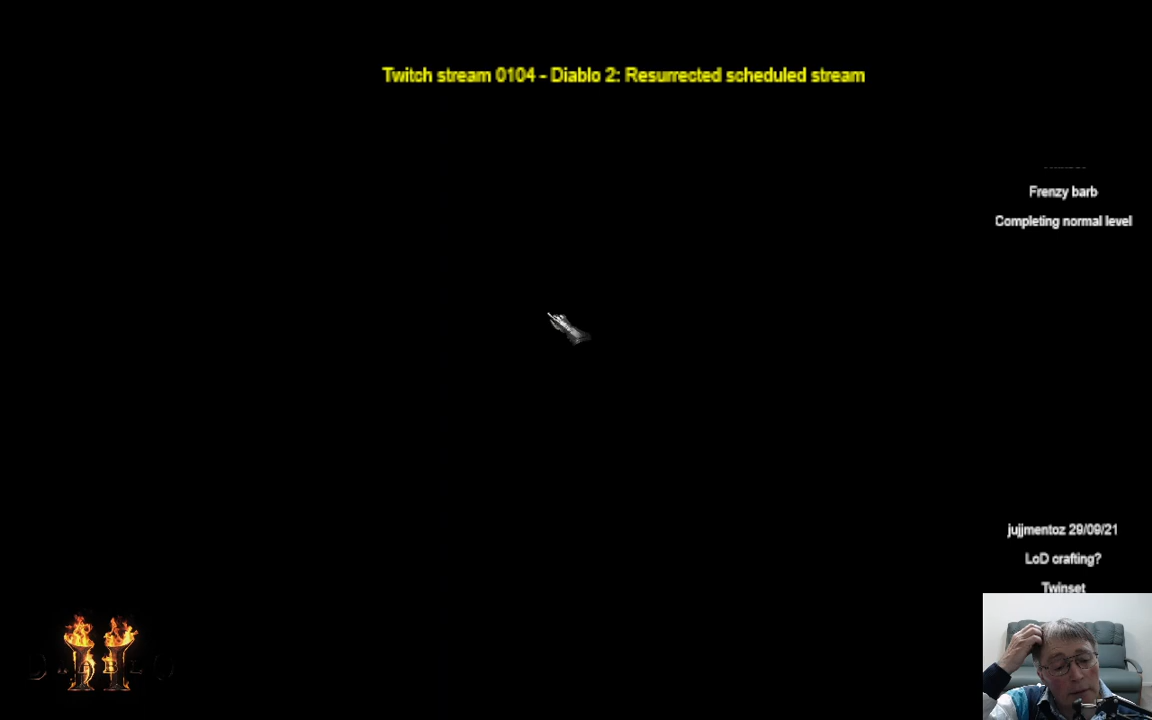 Twitch stream 0104 - Diablo 2: Resurrected scheduled stream
Frenzy barb
Completing normal level
jujjmentoz 29/09/21
LoD crafting?
Twinset
DIABLO